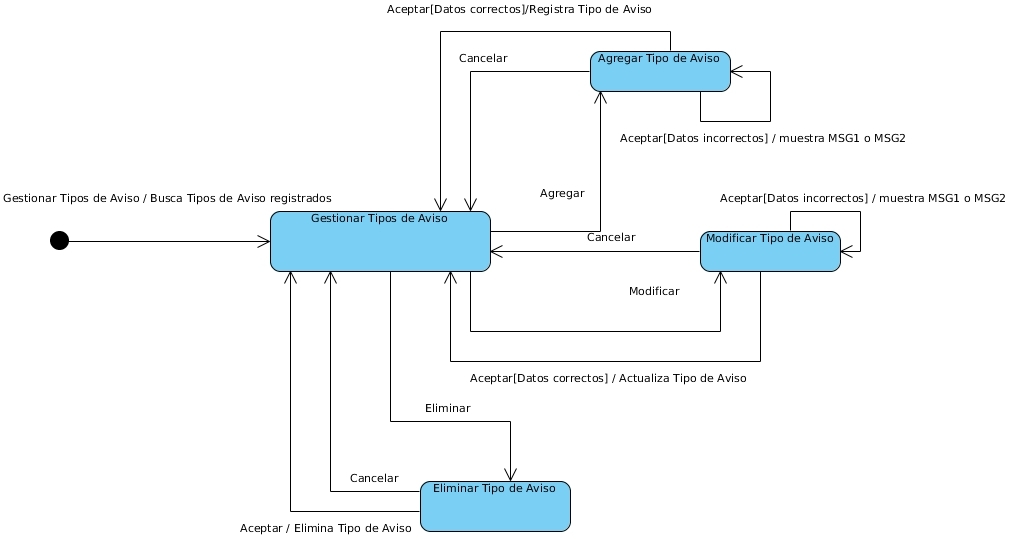 Aceptar[Datos correctos]/Registra Tipo de Aviso
Cancelar
Agregar Tipo de Aviso
Aceptar[Datos incorrectos] / muestra MSG1 o MSG2
Agregar
Gestionar Tipos de Aviso / Busca Tipos de Aviso registrados
Aceptar[Datos incorrectos] / muestra MSG1 o MSG2
Gestionar Tipos de Aviso
Cancelar
Modificar Tipo de Aviso
Modificar
Aceptar[Datos correctos] / Actualiza Tipo de Aviso
Eliminar
Cancelar
Eliminar Tipo de Aviso
Aceptar / Elimina Tipo de Aviso